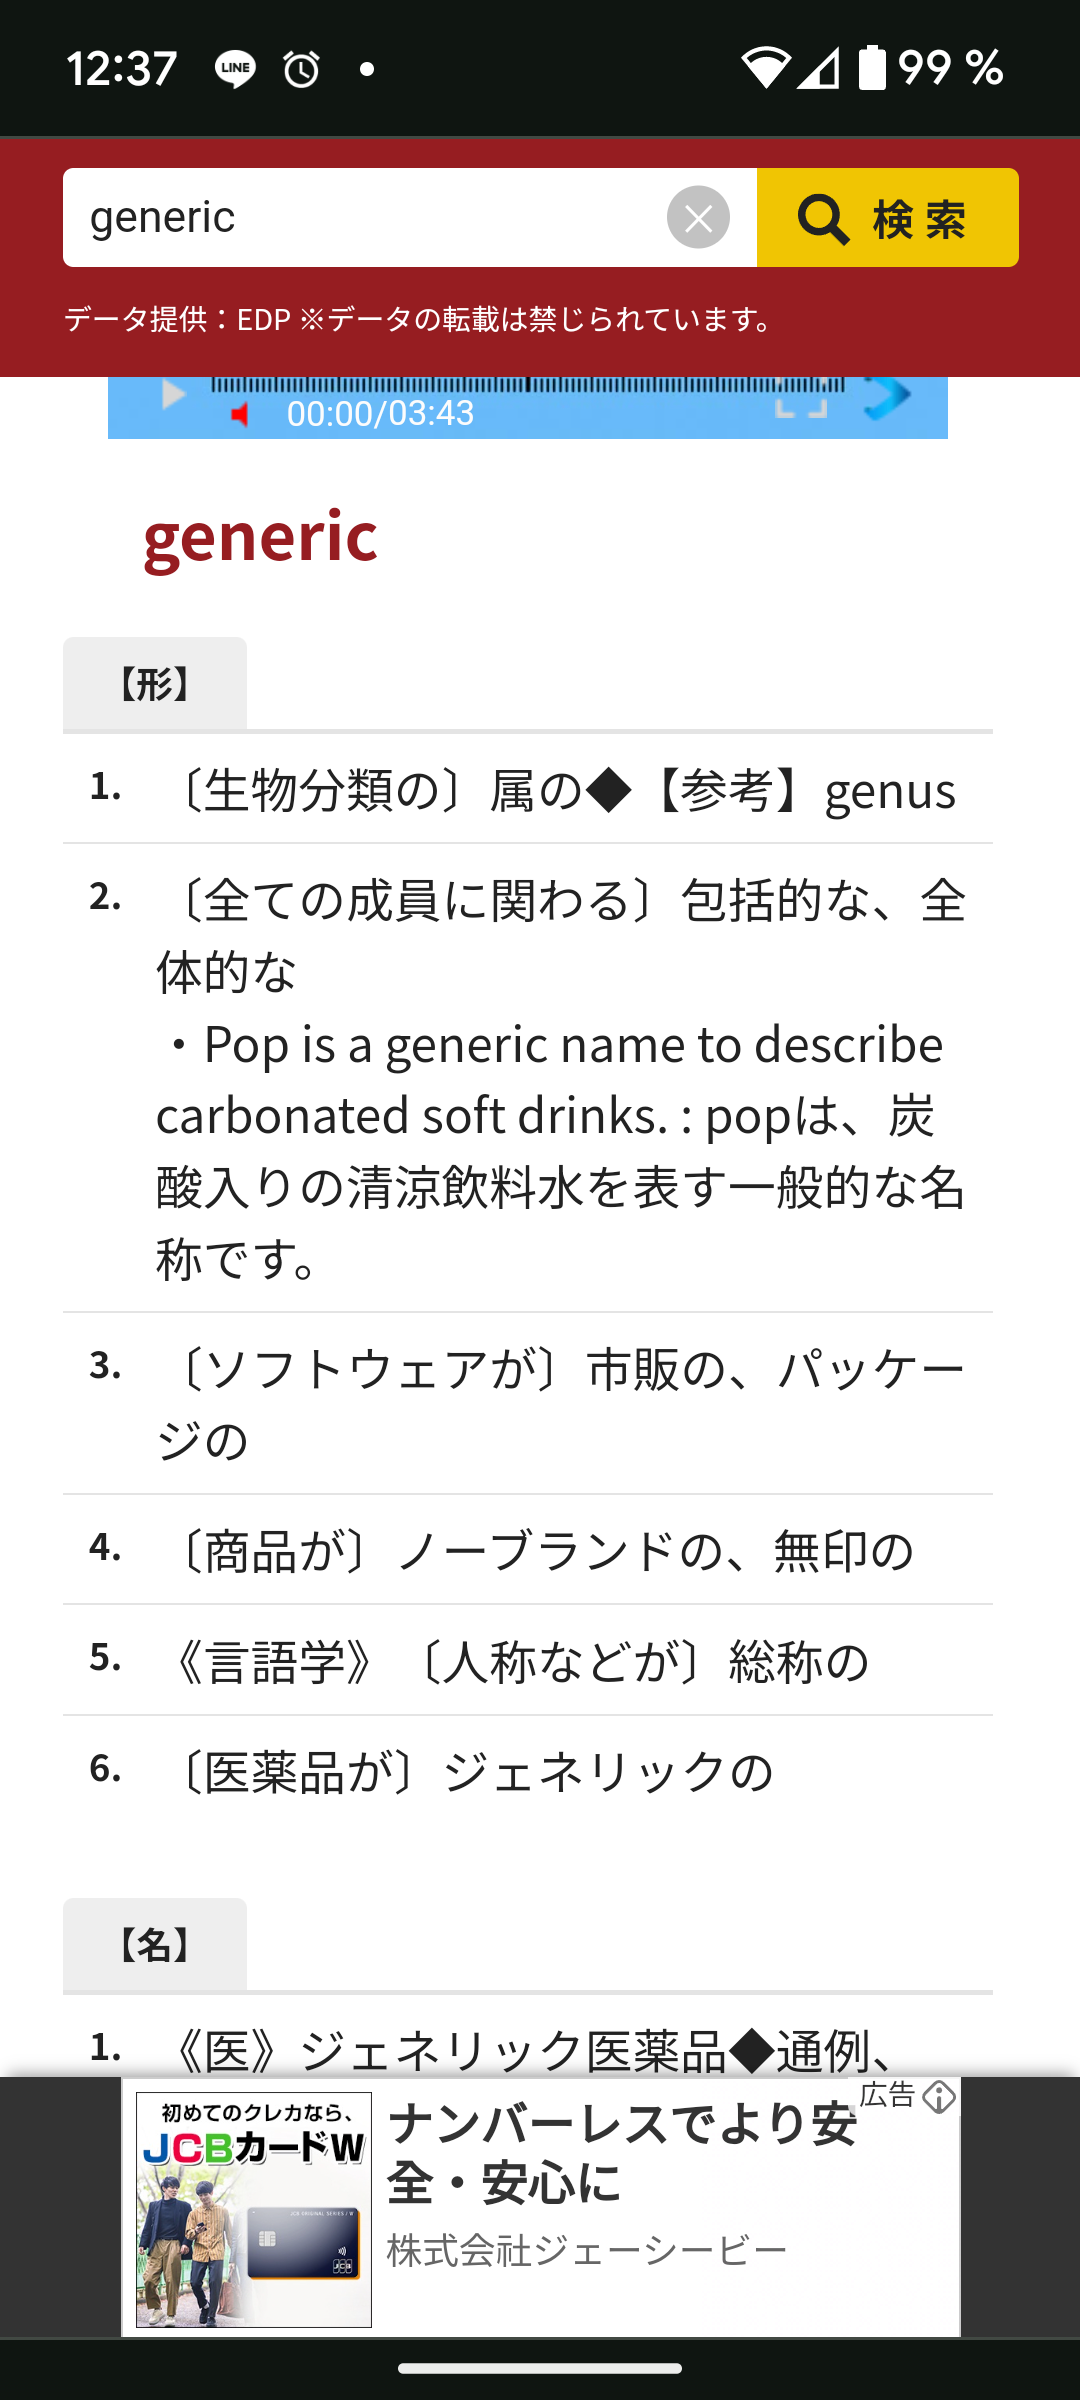 12:37 LINE 99 %
generic 検索
データ提供：EDP ※データの転載は禁じられています。
00:00/03:43
generic
【形】
1. 〔生物分類の〕属の◆【参考】genus
2. 〔全ての成員に関わる〕包括的な、全
体的な
・Pop is a generic name to describe
carbonated soft drinks. : popは、炭
酸入りの清涼飲料水を表す一般的な名
称です。
3. 〔ソフトウェアが〕市販の、パッケー
ジの
4. 〔商品が〕ノーブランドの、無印の
5. 《言語学》〔人称などが〕総称の
6. 〔医薬品が〕ジェネリックの
【名】
1. 《医》ジェネリック医薬品◆通例、
広告
初めてのクレカなら、
JCBカードW
JCB ORIGINAL SERIES / W
JCB
ナンバーレスでより安
全・安心に
株式会社ジェーシービー